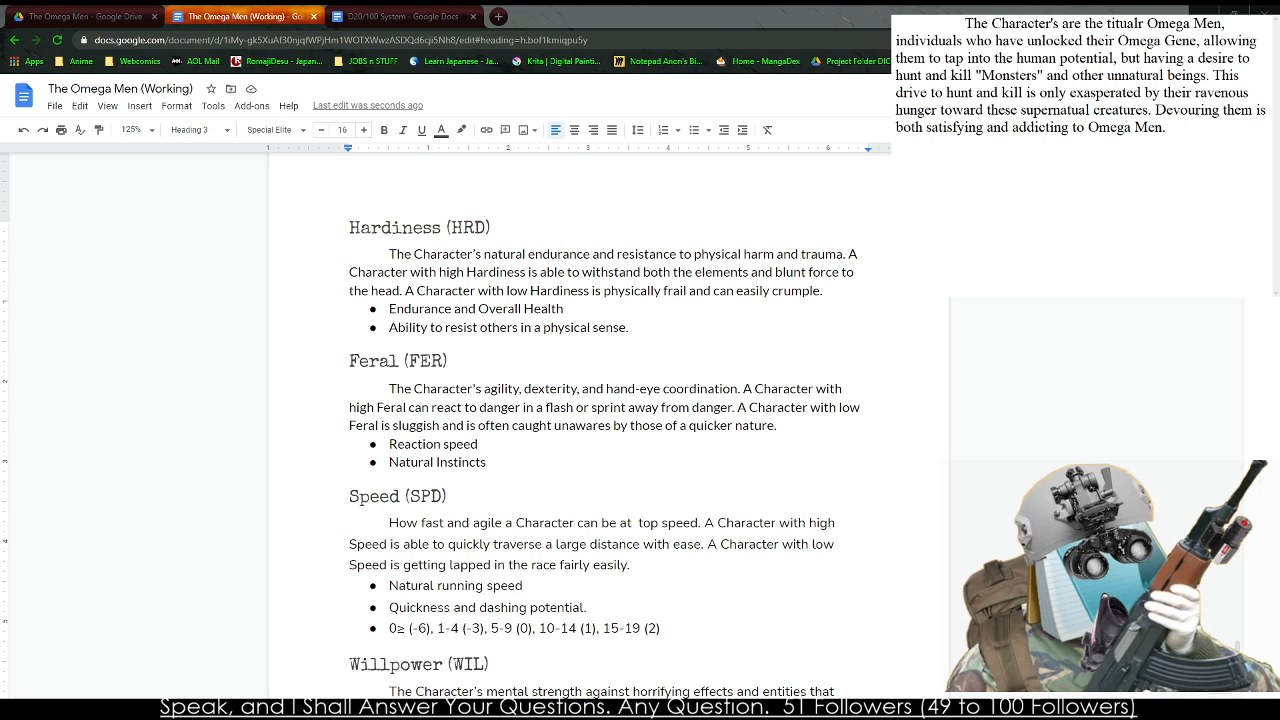 The Omega Men - Google Drive
The Omega Men (Working) - Go
D20/100 System - Google Docs
docs.google.com/document/d/1iMy-gk5XuAf30njqfWPJHm1WOTXWwzASDQd6cji5Nh8/edit#heading=h.bof1kmiqpu5y
Apps
Anime
Webcomics
AOL Mail
RomajiDesu - Japanes
JOBS n STUFF
Learn Japanese - Ja
Krita (Digital Paintin
Notepad Anon's Bi
Home - MangaDex
Project Folder DIC
The Omega Men (Working)
File Edit View Insert Format Tools Add-ons Help Last edit was seconds ago
125% Heading 3 Special Elite 16
The Character's are the titualr Omega Men,
individuals who have unlocked their Omega Gene, allowing
them to tap into the human potential, but having a desire to
hunt and kill "Monsters" and other unnatural beings. This
drive to hunt and kill is only exasperated by their ravenous
hunger toward these supernatual creatures. Devouring them is
both satisfying and addicting to Omega Men.
Hardiness (HRD)
The Character's natural endurance and resistance to physical harm and trauma. A
Character with high Hardiness is able to withstand both the elements and blunt force to
the head. A Character with low Hardiness is physically frail and can easily crumple.
● Endurance and Overall Health
● Ability to resist others in a physical sense.
Feral (FER)
The Character's agility, dexterity, and hand-eye coordination. A Character with
high Feral can react to danger in a flash or sprint away from danger. A Character with low
Feral is sluggish and is often caught unawares by those of a quicker nature.
● Reaction speed
● Natural Instincts
Speed (SPD)
How fast and agile a Character can be at  top speed. A Character with high
Speed is able to quickly traverse a large distance with ease. A Character with low
Speed is getting lapped in the race fairly easily.
● Natural running speed
● Quickness and dashing potential.
● 0≥ (-6), 1-4 (-3), 5-9 (0), 10-14 (1), 15-19 (2)
Willpower (WIL)
The Character's mental strength against horrifying effects and entities that
Speak, and I Shall Answer Your Questions. Any Question. 51 Followers (49 to 100 Followers)